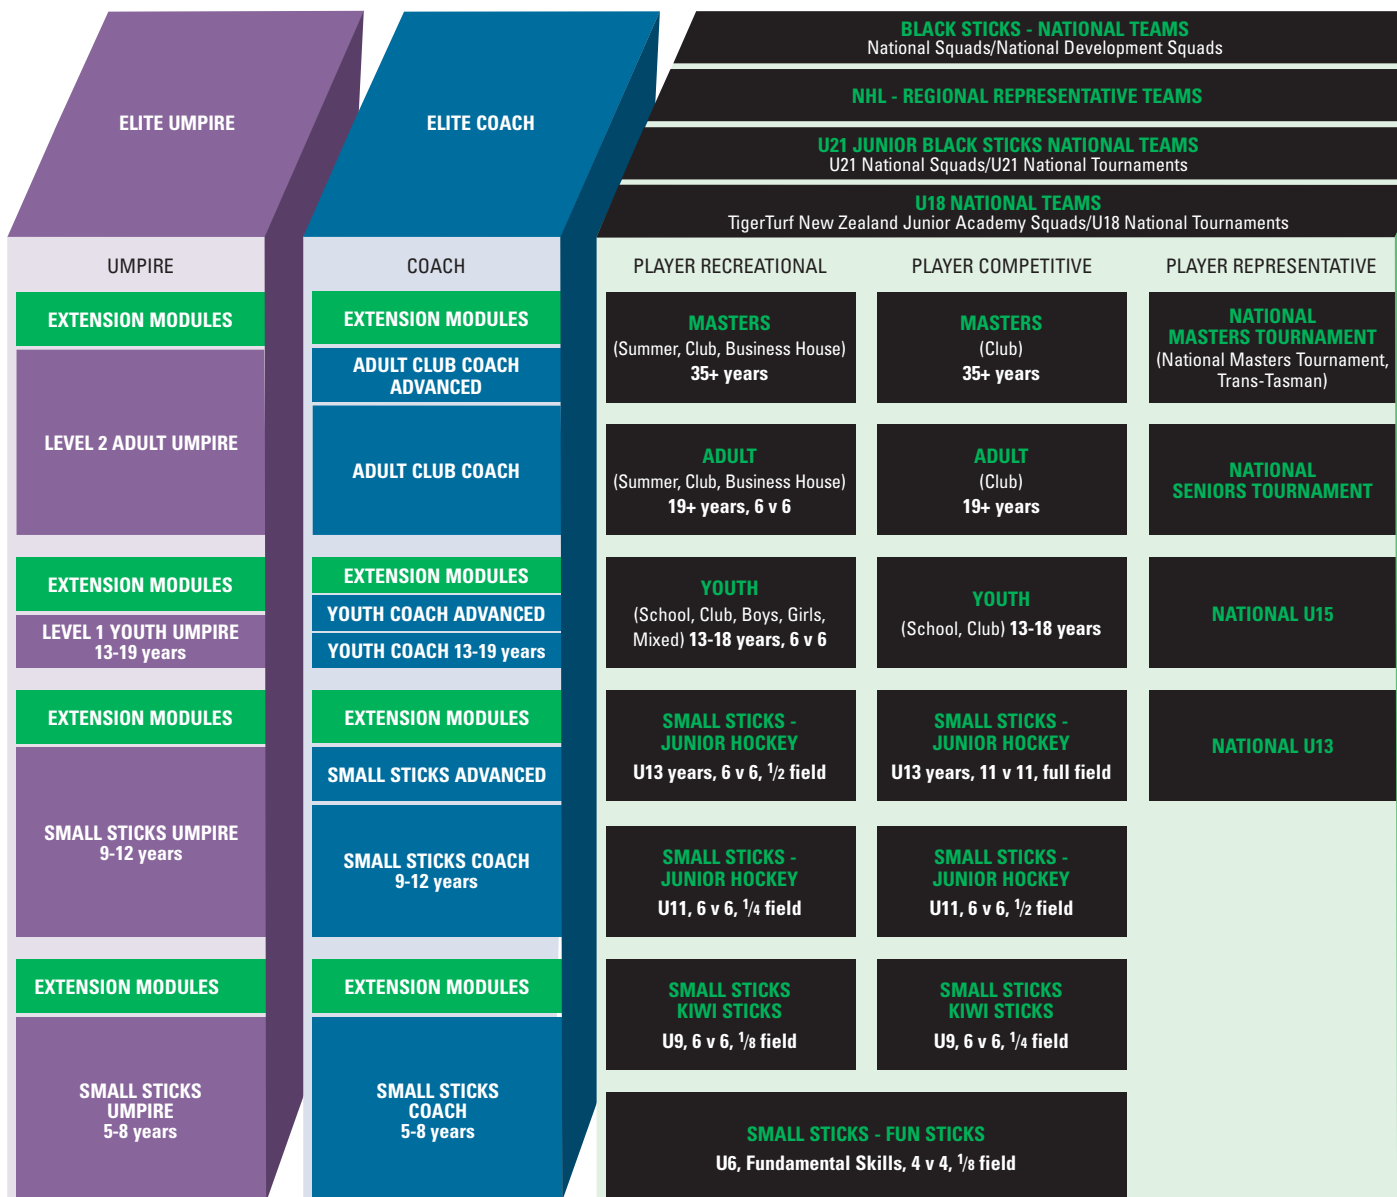 BLACK STICKS - NATIONAL TEAMS
National Squads/National Development Squads
NHL - REGIONAL REPRESENTATIVE TEAMS
U21 JUNIOR BLACK STICKS NATIONAL TEAMS
U21 National Squads/U21 National Tournaments
U18 NATIONAL TEAMS
TigerTurf New Zealand Junior Academy Squads/U18 National Tournaments
ELITE UMPIRE
UMPIRE
EXTENSION MODULES
LEVEL 2 ADULT UMPIRE
EXTENSION MODULES
LEVEL 1 YOUTH UMPIRE
13-19 years
EXTENSION MODULES
SMALL STICKS UMPIRE
9-12 years
EXTENSION MODULES
SMALL STICKS
UMPIRE
5-8 years
ELITE COACH
COACH
EXTENSION MODULES
ADULT CLUB COACH
ADVANCED
ADULT CLUB COACH
EXTENSION MODULES
YOUTH COACH ADVANCED
YOUTH COACH 13-19 years
EXTENSION MODULES
SMALL STICKS ADVANCED
SMALL STICKS COACH
9-12 years
EXTENSION MODULES
SMALL STICKS
COACH
5-8 years
PLAYER RECREATIONAL
MASTERS
(Summer, Club, Business House)
35+ years
ADULT
(Summer, Club, Business House)
19+ years, 6 v 6
YOUTH
(School, Club, Boys, Girls,
Mixed) 13-18 years, 6 v 6
SMALL STICKS -
JUNIOR HOCKEY
U13 years, 6 v 6, 1/2 field
SMALL STICKS -
JUNIOR HOCKEY
U11, 6 v 6, 1/4 field
SMALL STICKS
KIWI STICKS
U9, 6 v 6, 1/8 field
PLAYER COMPETITIVE
MASTERS
(Club)
35+ years
ADULT
(Club)
19+ years
YOUTH
(School, Club) 13-18 years
SMALL STICKS -
JUNIOR HOCKEY
U13 years, 11 v 11, full field
SMALL STICKS -
JUNIOR HOCKEY
U11, 6 v 6, 1/2 field
SMALL STICKS
KIWI STICKS
U9, 6 v 6, 1/4 field
SMALL STICKS - FUN STICKS
U6, Fundamental Skills, 4 v 4, 1/8 field
PLAYER REPRESENTATIVE
NATIONAL
MASTERS TOURNAMENT
(National Masters Tournament,
Trans-Tasman)
NATIONAL
SENIORS TOURNAMENT
NATIONAL U15
NATIONAL U13